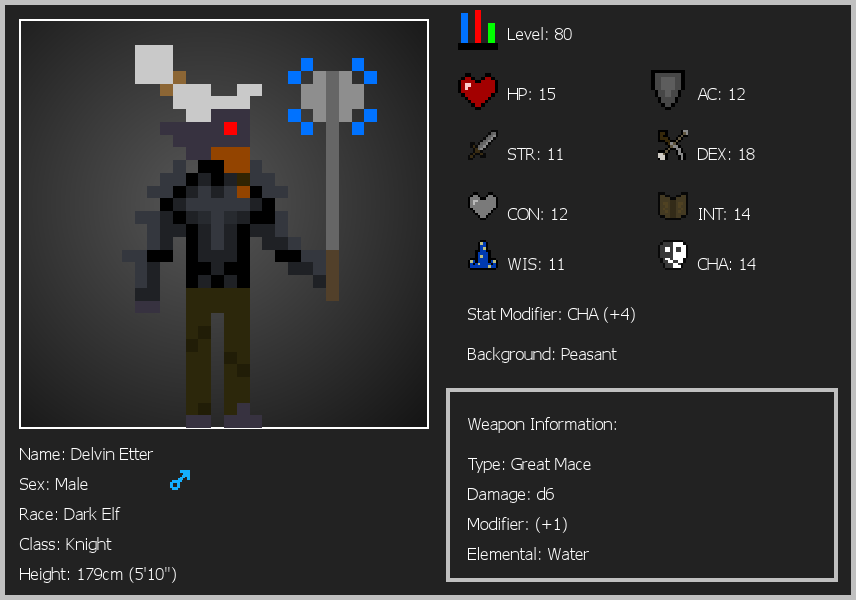 Level: 80
HP: 15
AC: 12
STR: 11
DEX: 18
CON: 12
INT: 14
WIS: 11
CHA: 14
Stat Modifier: CHA (+4)
Background: Peasant
Weapon Information:
Type: Great Mace
Damage: d6
Modifier: (+1)
Elemental: Water
Name: Delvin Etter
Sex: Male
Race: Dark Elf
Class: Knight
Height: 179cm (5'10")